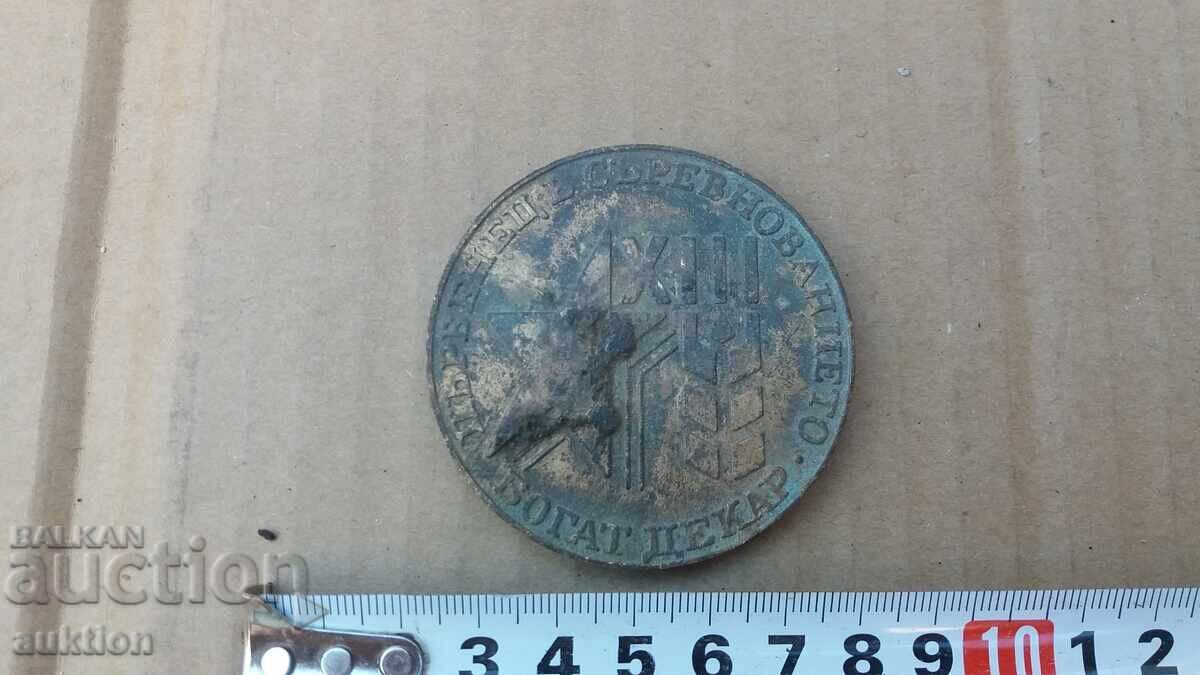 ПЪРВЕНЕЦ В СЪРЕВНОВАНИЕТО
XIII
БОГАТ ДЕКАР
BALKAN
auction
auktion
3 4 5 6 7 8 9 10 1 2